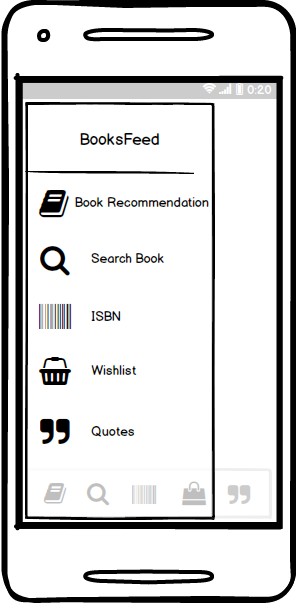 0:20
BooksFeed
Book Recommendation
Search Book
ISBN
Wishlist
Quotes